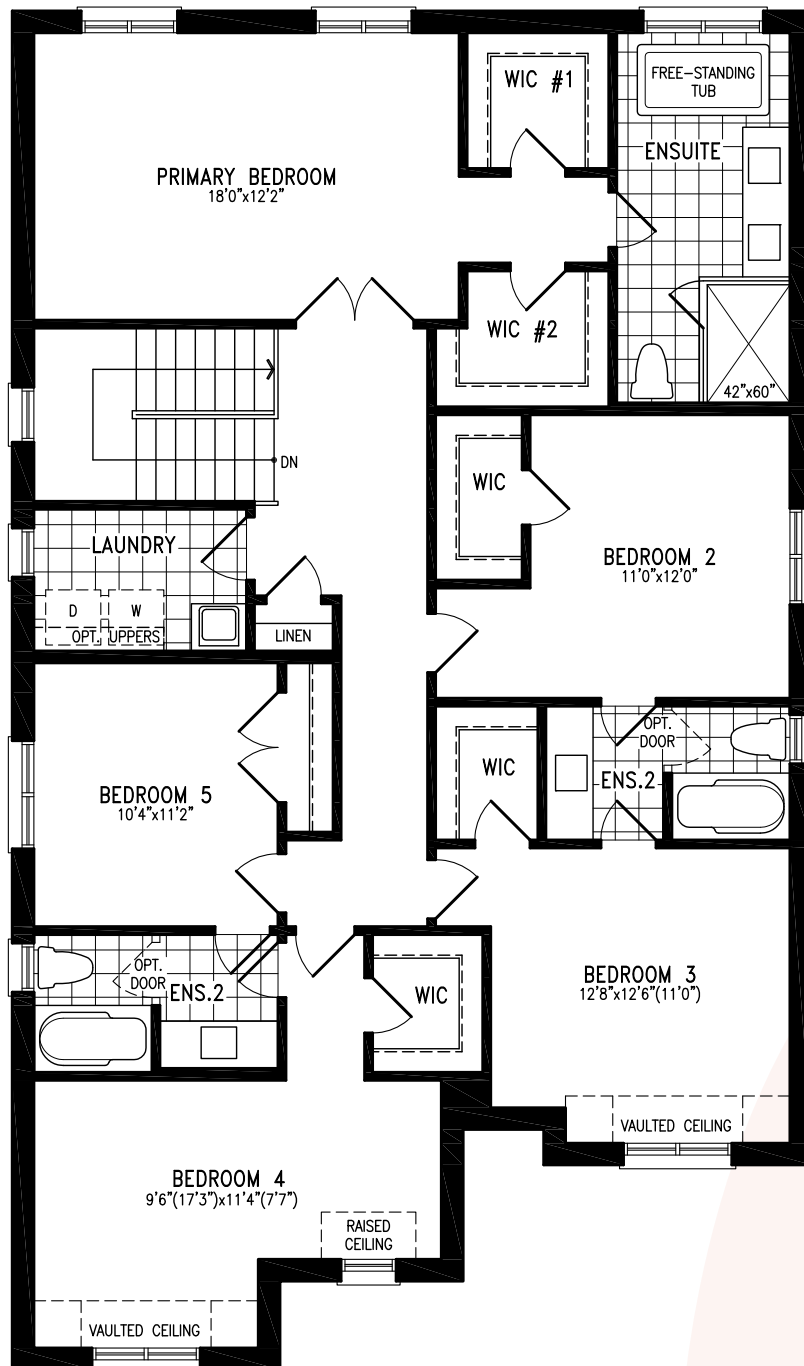 WIC #1
FREE-STANDING
TUB
ENSUITE
PRIMARY BEDROOM
18'0"x12'2"
WIC #2
42"x60"
DN
WIC
LAUNDRY
BEDROOM 2
11'0"x12'0"
D
W
OPT. UPPERS
LINEN
OPT.
DOOR
WIC
ENS.2
BEDROOM 5
10'4"x11'2"
OPT.
DOOR
ENS.2
WIC
BEDROOM 3
12'8"x12'6"(11'0")
VAULTED CEILING
BEDROOM 4
9'6"(17'3")x11'4"(7'7")
RAISED
CEILING
VAULTED CEILING